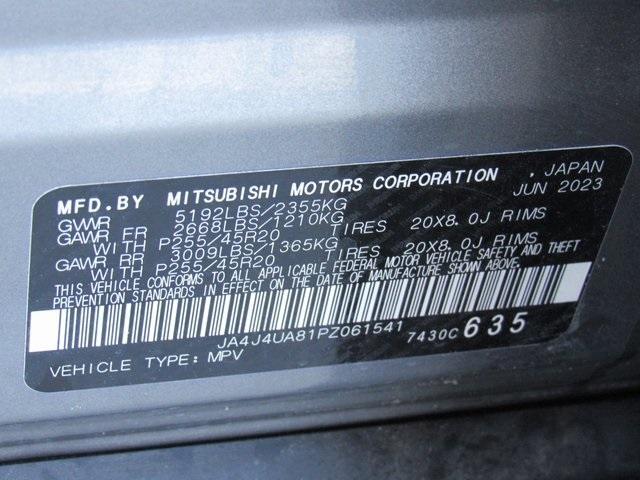 MFD.BY MITSUBISHI MOTORS CORPORATION . JAPAN
GVWR 5192LBS/2355KG JUN 2023
GAWR FR 2668LBS/1210KG
WITH P255/45R20 TIRES 20X8.0J RIMS
GAWR RR 3009LBS/1365KG
WITH P255/45R20 TIRES 20X8.0J RIMS
THIS VEHICLE CONFORMS TO ALL APPLICABLE FEDERAL MOTOR VEHICLE SAFETY AND THEFT
PREVENTION STANDARDS IN EFFECT ON THE DATE OF MANUFACTURE SHOWN ABOVE.
JA4J4UA81PZ061541 7430C 635
VEHICLE TYPE: MPV